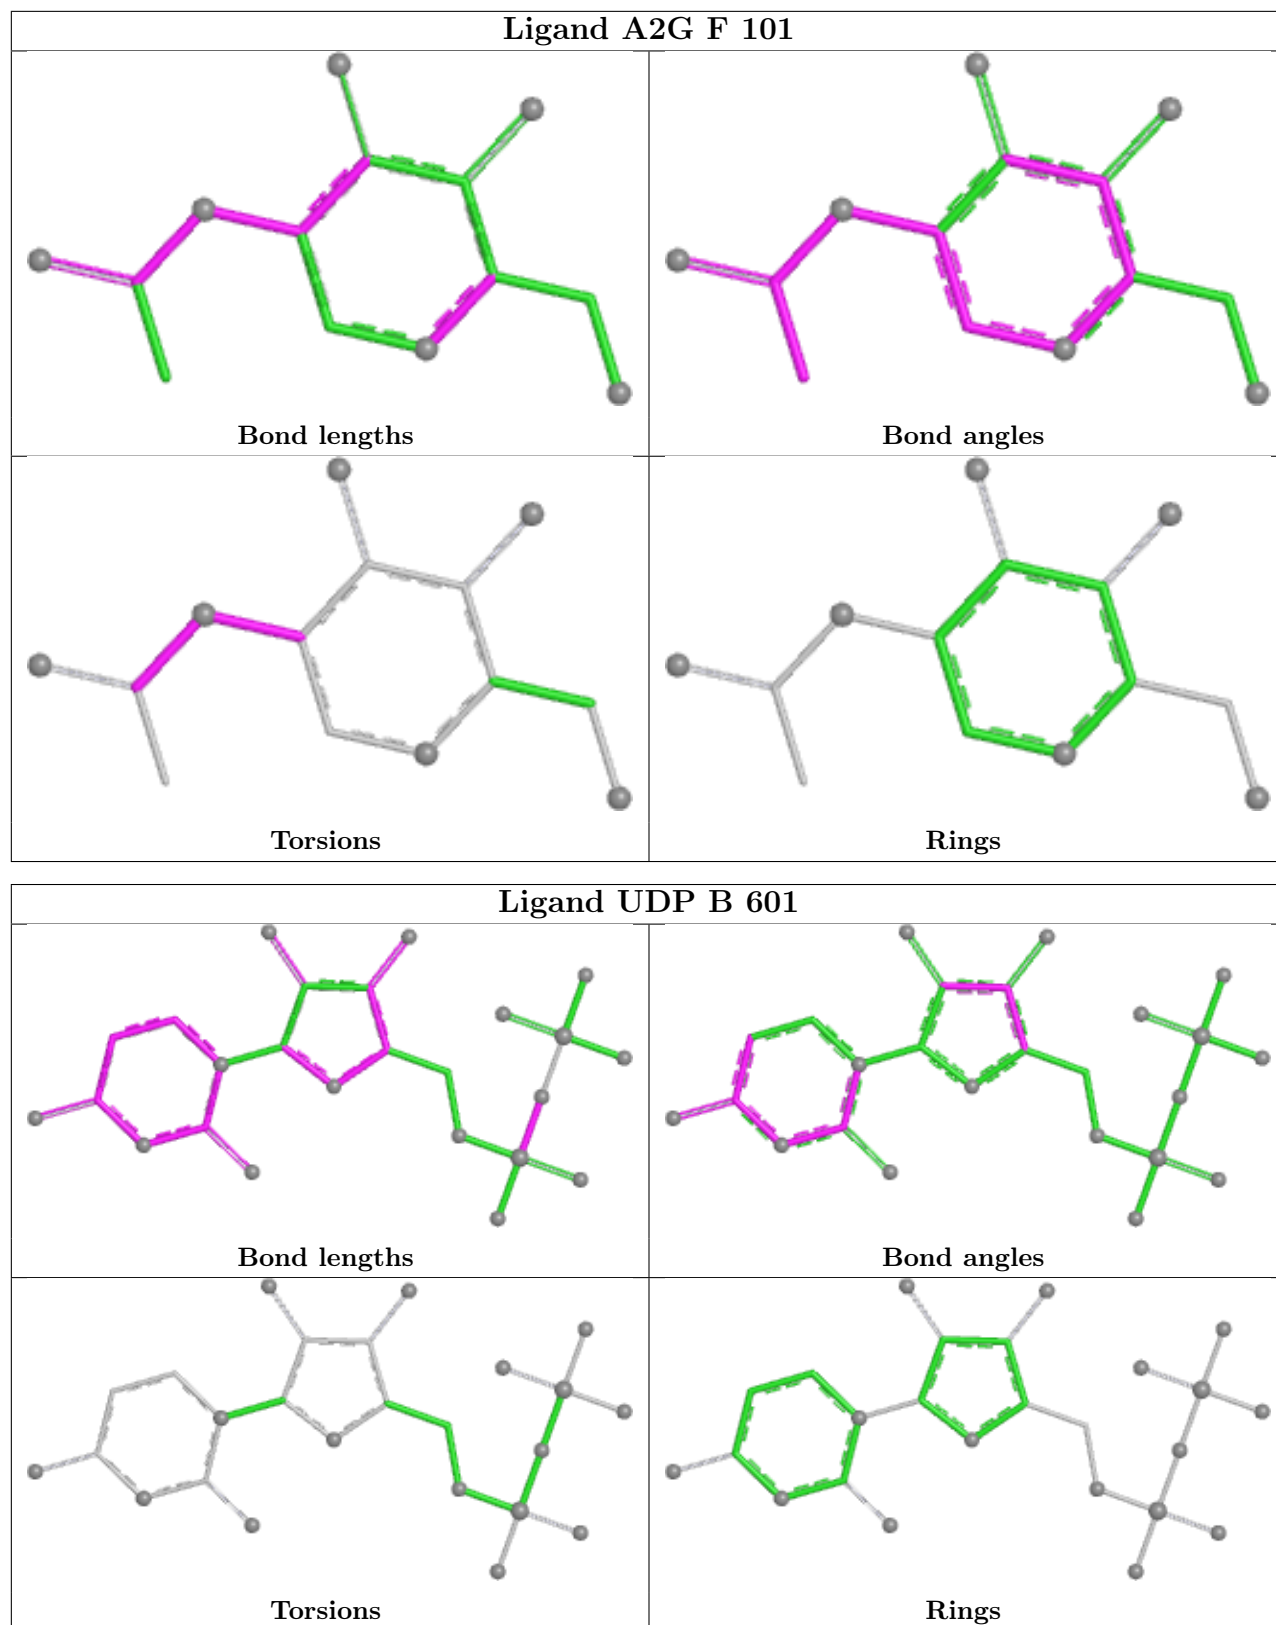 Ligand A2G F 101
Bond lengths
Bond angles
Torsions
Rings
Ligand UDP B 601
Bond lengths
Bond angles
Torsions
Rings